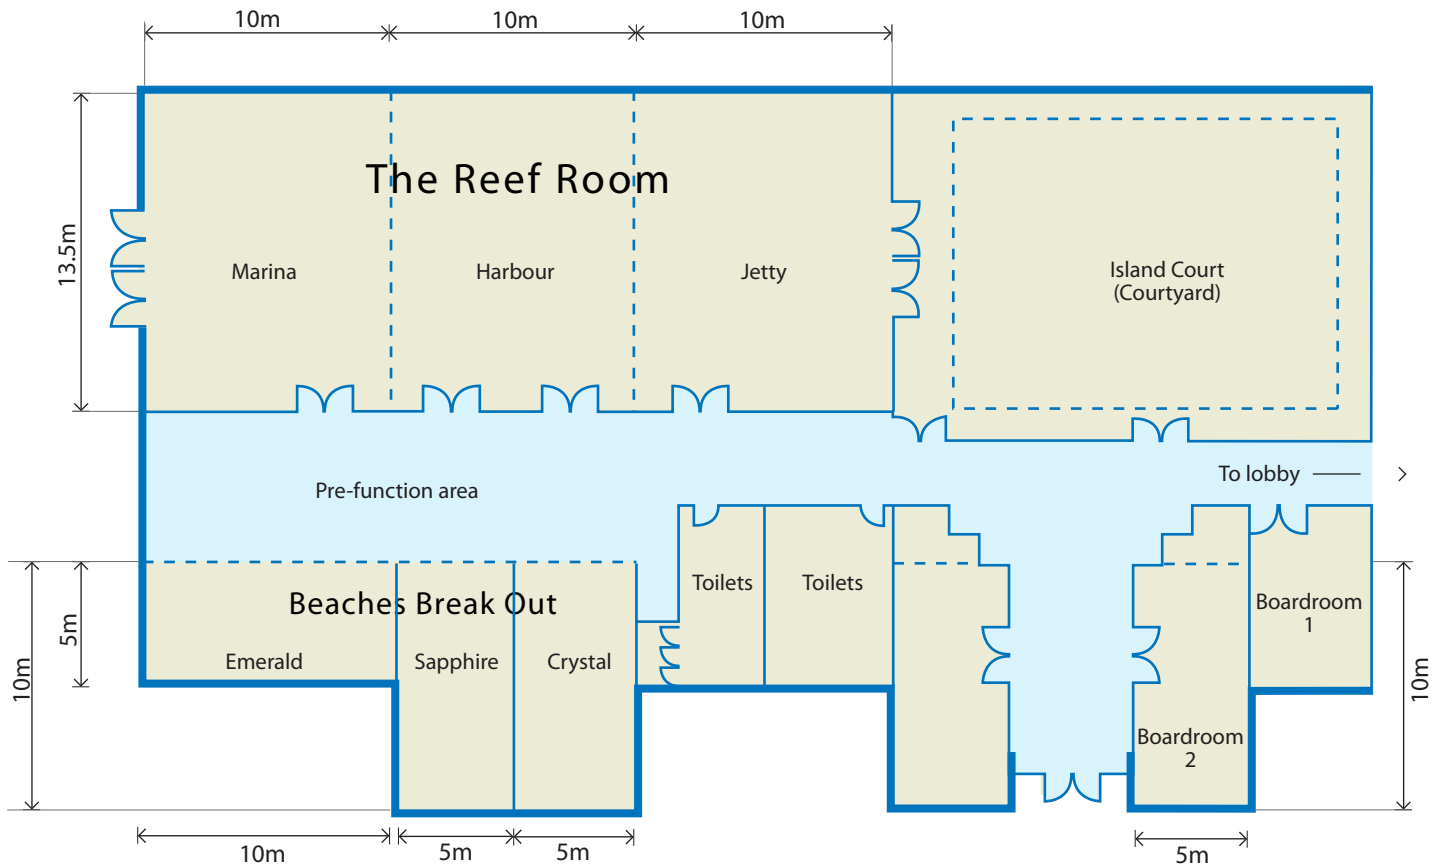 10m
10m
10m
13.5m
The Reef Room
Marina
Harbour
Jetty
Island Court
(Courtyard)
To lobby
Pre-function area
Beaches Break Out
Toilets
Toilets
Boardroom
1
5m
10m
Emerald
Sapphire
Crystal
10m
Boardroom
2
10m
5m
5m
5m